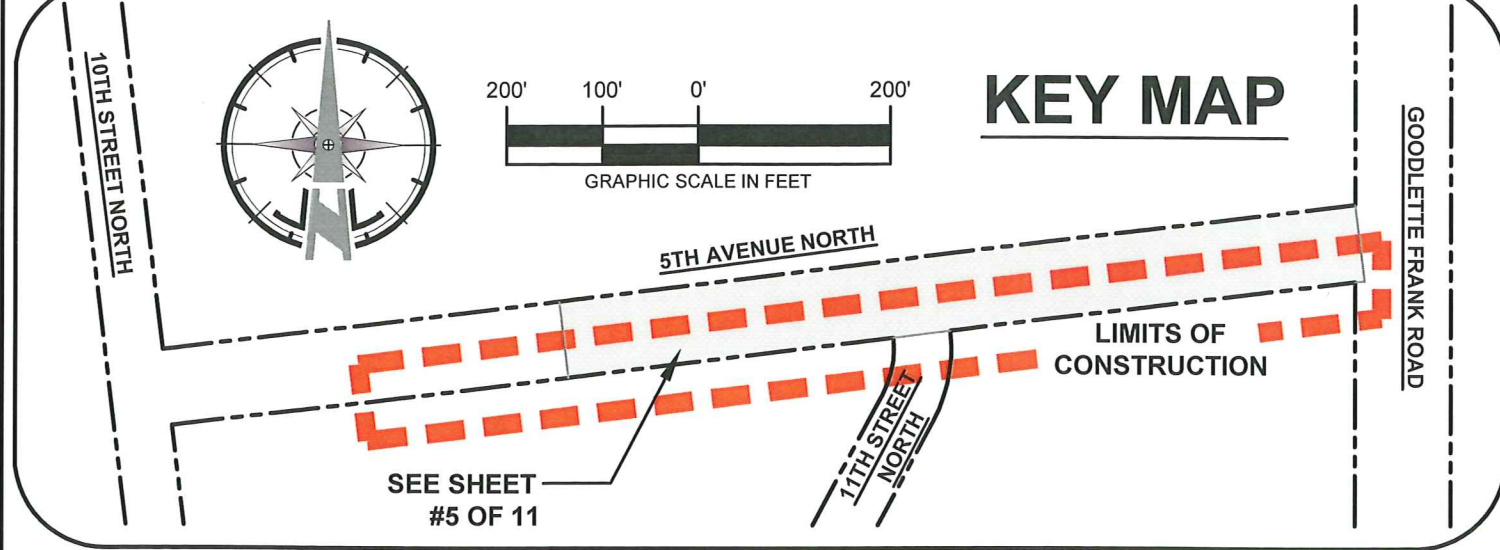 10TH STREET NORTH
200' 100' 0' 200'
GRAPHIC SCALE IN FEET
KEY MAP
GOODLETTE FRANK ROAD
5TH AVENUE NORTH
LIMITS OF
CONSTRUCTION
11TH STREET
NORTH
SEE SHEET
#5 OF 11
N